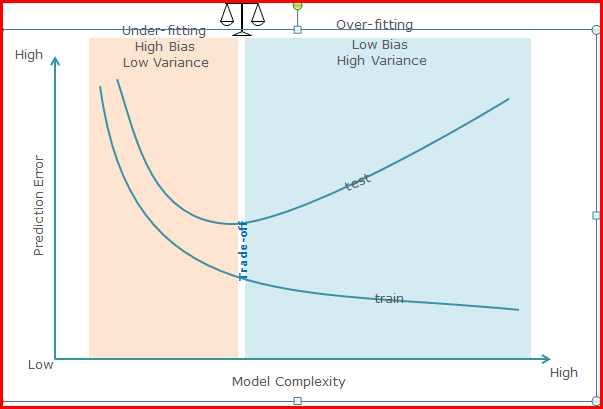 Under-fitting
High Bias
Low Variance
Over-fitting
Low Bias
High Variance
High
Prediction Error
test
Trade-off
train
Low
High
Model Complexity